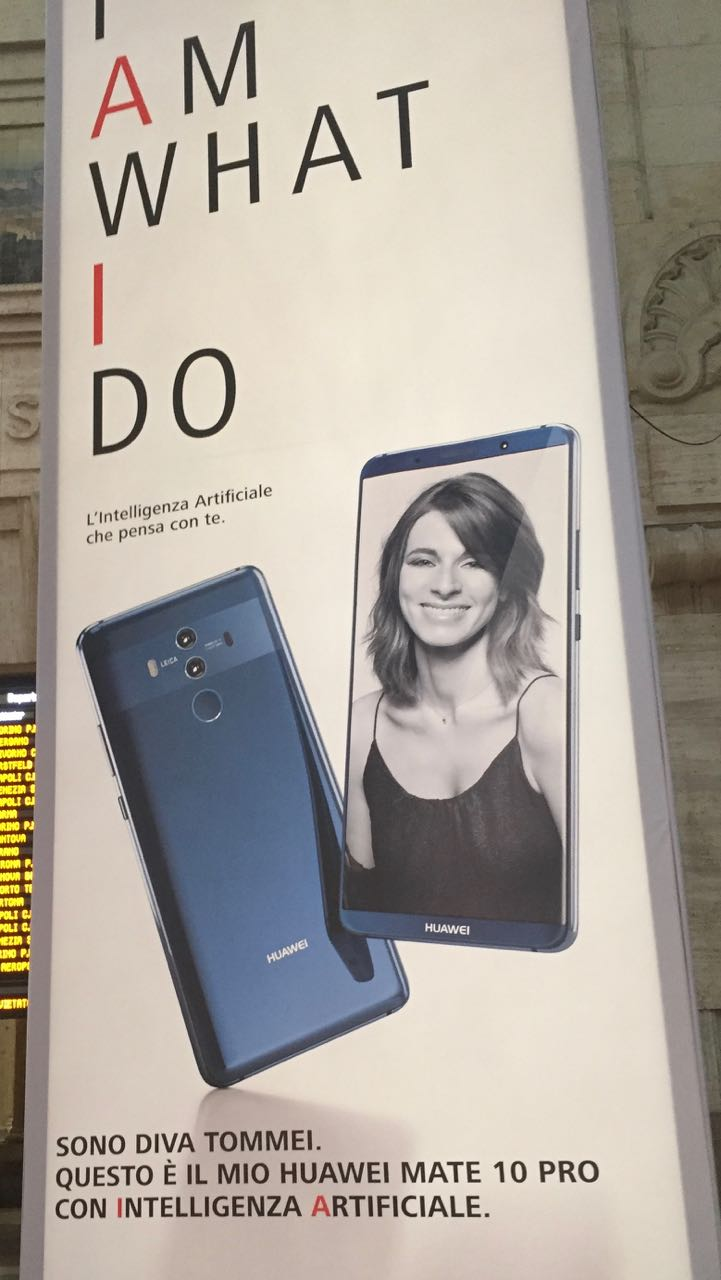 I
AM
WHAT
I
DO
L'Intelligenza Artificiale
che pensa con te.
LEICA
HUAWEI
HUAWEI
SONO DIVA TOMMEI.
QUESTO È IL MIO HUAWEI MATE 10 PRO
CON INTELLIGENZA ARTIFICIALE.